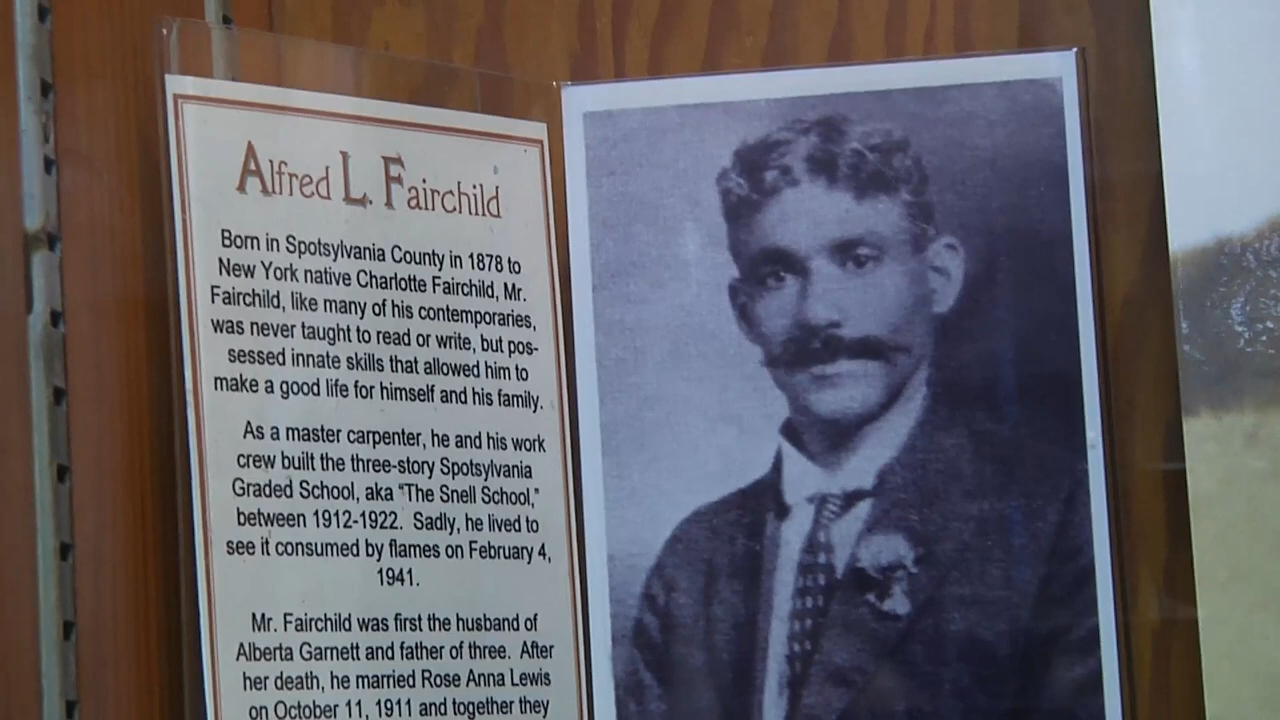 Alfred L. Fairchild
Born in Spotsylvania County in 1878 to
New York native Charlotte Fairchild, Mr.
Fairchild, like many of his contemporaries,
was never taught to read or write, but pos-
sessed innate skills that allowed him to
make a good life for himself and his family.
As a master carpenter, he and his work
crew built the three-story Spotsylvania
Graded School, aka "The Snell School,"
between 1912-1922. Sadly, he lived to
see it consumed by flames on February 4,
1941.
Mr. Fairchild was first the husband of
Alberta Garnett and father of three. After
her death, he married Rose Anna Lewis
on October 11, 1911 and together they